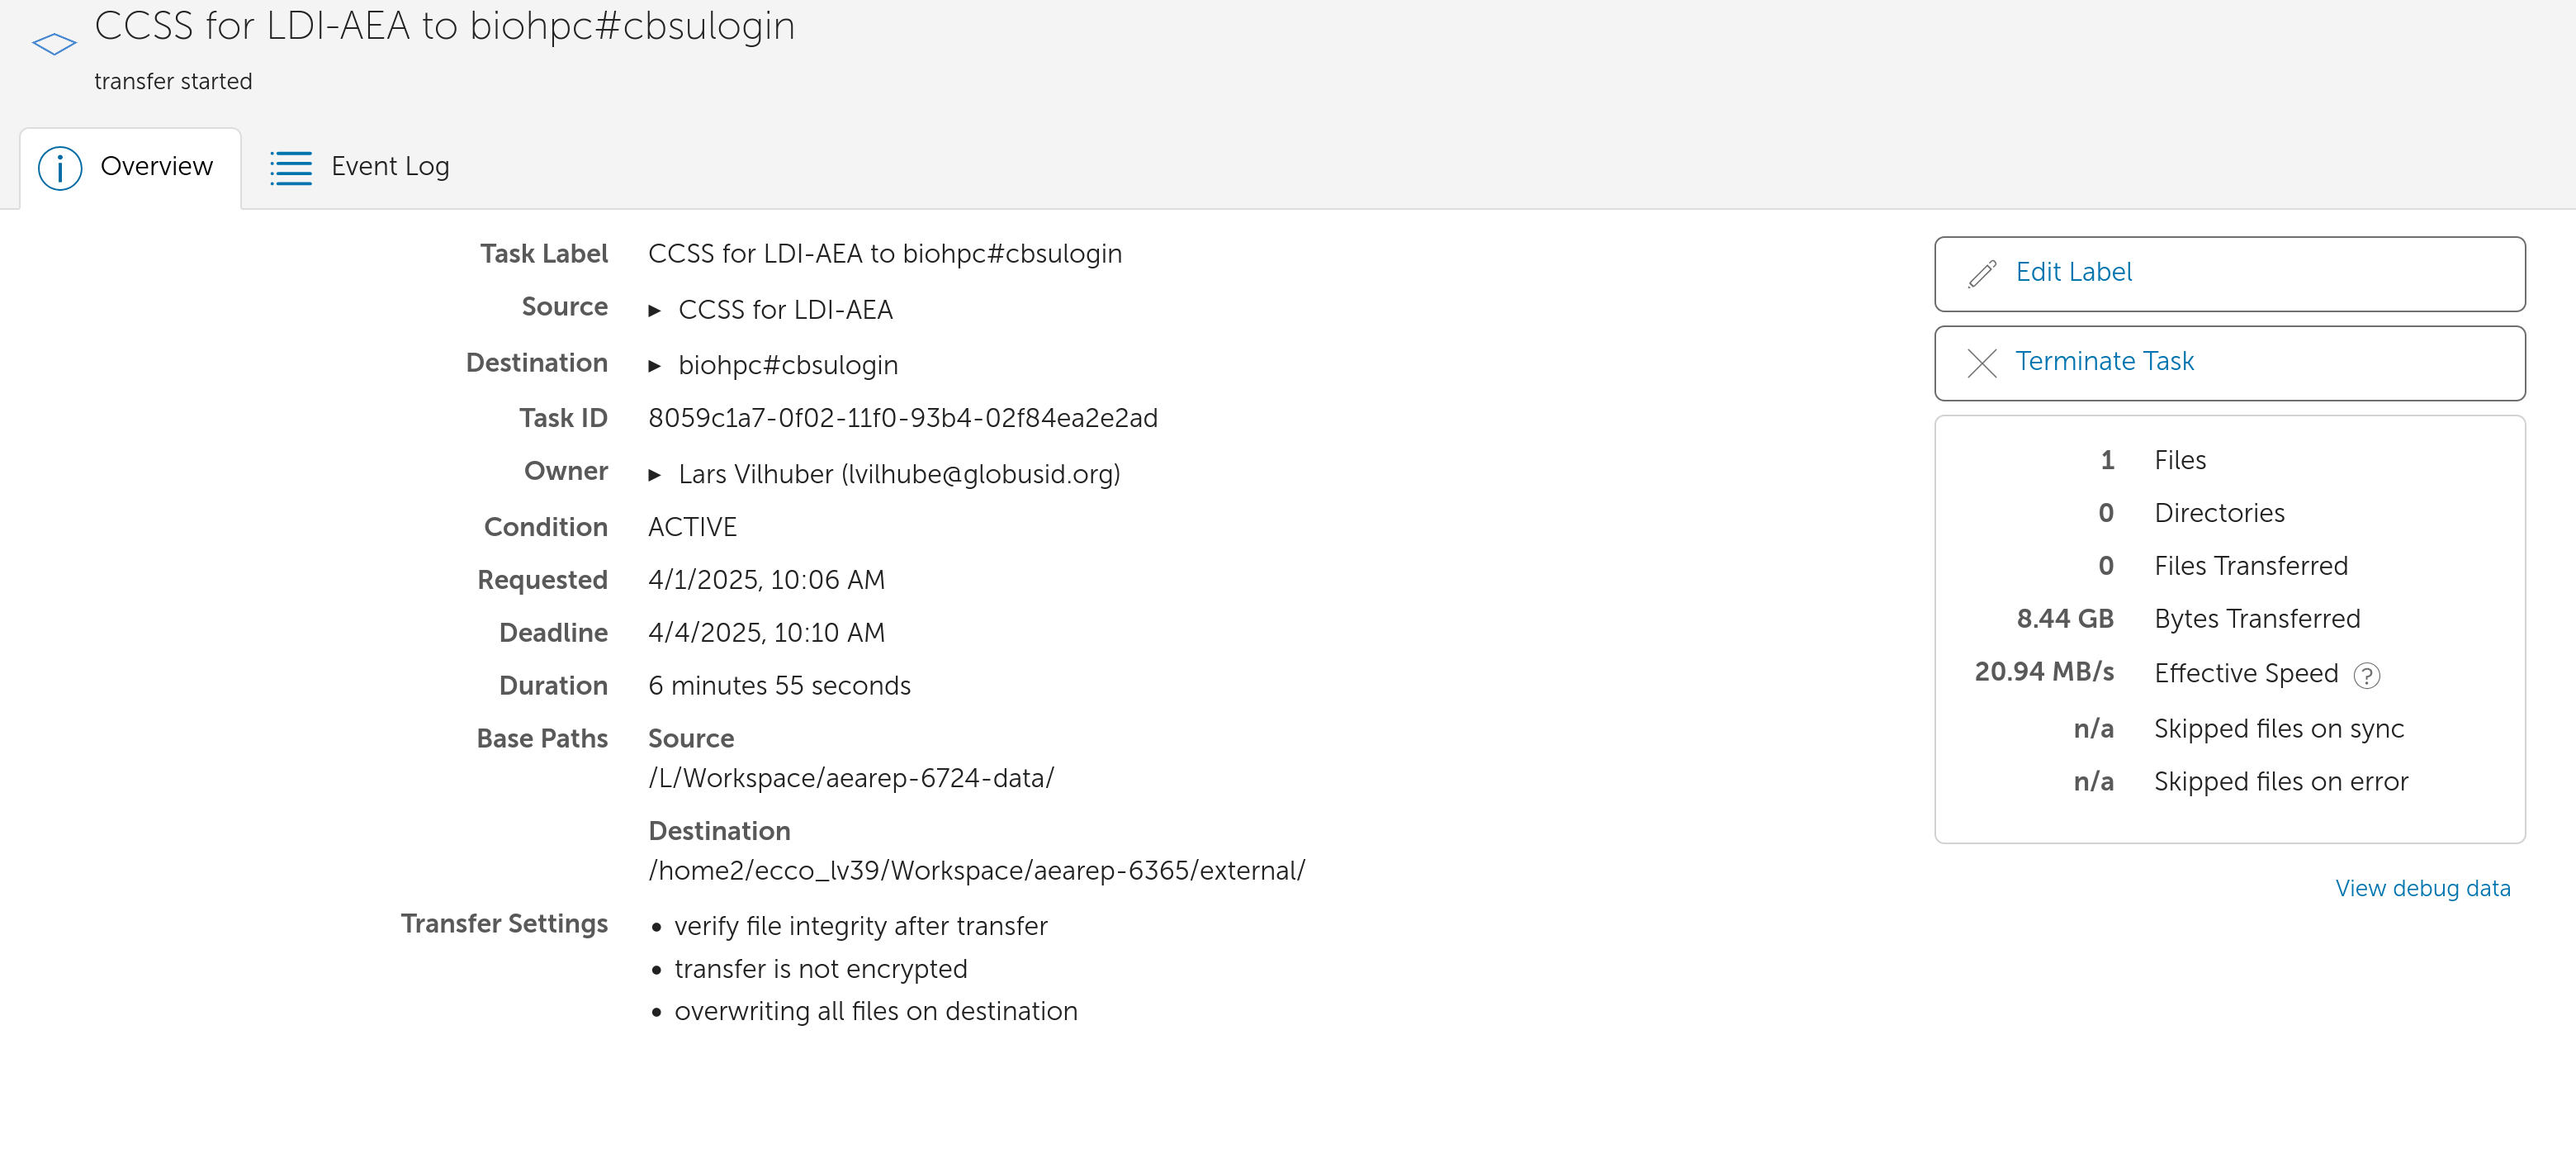 CCSS for LDI-AEA to biohpc#cbsulogin
transfer started
Overview
Event Log
Task Label CCSS for LDI-AEA to biohpc#cbsulogin
Source ▸ CCSS for LDI-AEA
Destination ▸ biohpc#cbsulogin
Task ID 8059c1a7-0f02-11f0-93b4-02f84ea2e2ad
Owner ▸ Lars Vilhuber (lvilhube@globusid.org)
Condition ACTIVE
Requested 4/1/2025, 10:06 AM
Deadline 4/4/2025, 10:10 AM
Duration 6 minutes 55 seconds
Base Paths Source
/L/Workspace/aearep-6724-data/
Destination
/home2/ecco_lv39/Workspace/aearep-6365/external/
Transfer Settings • verify file integrity after transfer
• transfer is not encrypted
• overwriting all files on destination
Edit Label
Terminate Task
1 Files
0 Directories
0 Files Transferred
8.44 GB Bytes Transferred
20.94 MB/s Effective Speed ?
n/a Skipped files on sync
n/a Skipped files on error
View debug data